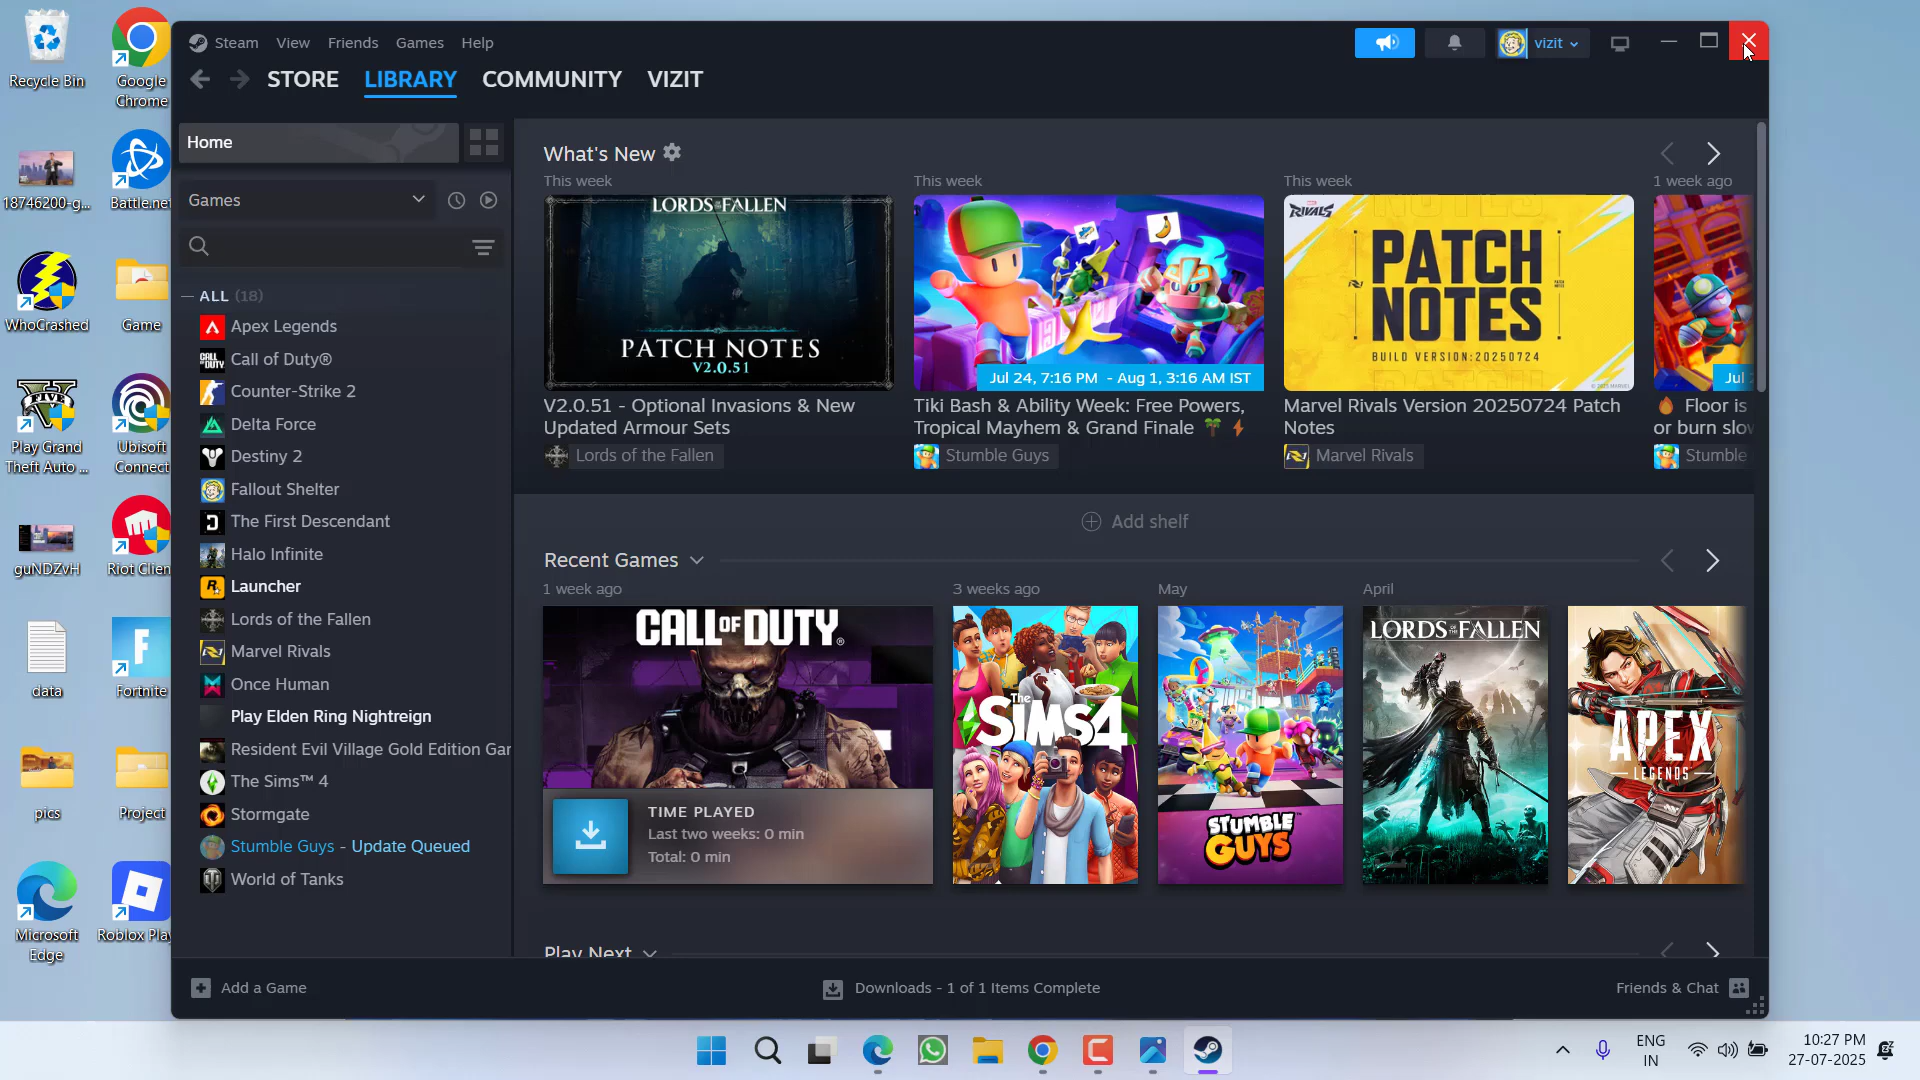 Recycle Bin
Google
Chrome
18746200-g...
Battle.net
WhoCrashed
Game
Play Grand
Theft Auto ...
Ubisoft
Connect
guNDZvH
Riot Clien
data
Fortnite
pics
Project
Microsoft
Edge
Roblox Play
Steam View Friends Games Help
vizit
STORE LIBRARY COMMUNITY VIZIT
Home
Games
ALL (18)
Apex Legends
Call of Duty®
Counter-Strike 2
Delta Force
Destiny 2
Fallout Shelter
The First Descendant
Halo Infinite
Launcher
Lords of the Fallen
Marvel Rivals
Once Human
Play Elden Ring Nightreign
Resident Evil Village Gold Edition Gar
The Sims™ 4
Stormgate
Stumble Guys - Update Queued
World of Tanks
What's New
This week
LORDS OF THE FALLEN
PATCH NOTES
V2.0.51
V2.0.51 - Optional Invasions & New
Updated Armour Sets
Lords of the Fallen
This week
Jul 24, 7:16 PM - Aug 1, 3:16 AM IST
Tiki Bash & Ability Week: Free Powers,
Tropical Mayhem & Grand Finale 🌴⚡
Stumble Guys
This week
MARVEL
RIVALS
PATCH
NOTES
BUILD VERSION:20250724
Marvel Rivals Version 20250724 Patch
Notes
Marvel Rivals
1 week ago
Jul
🔥 Floor is
or burn slow
Stumble
Add shelf
Recent Games
1 week ago
CALL OF DUTY®
TIME PLAYED
Last two weeks: 0 min
Total: 0 min
3 weeks ago
The SIMS 4
May
STUMBLE
GUYS
April
LORDS OF THE FALLEN
APEX
LEGENDS
Play Next
Add a Game
Downloads - 1 of 1 Items Complete
Friends & Chat
ENG
IN
10:27 PM
27-07-2025